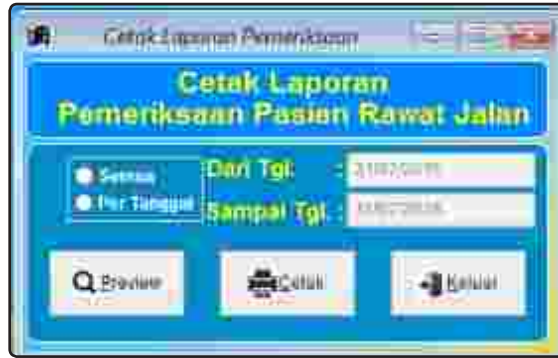 Cetak Laporan Pemeriksaan
Cetak Laporan
Pemeriksaan Pasien Rawat Jalan
Semua
Dari Tgl. :
Per Tanggal
Sampai Tgl. :
Preview
Cetak
Keluar